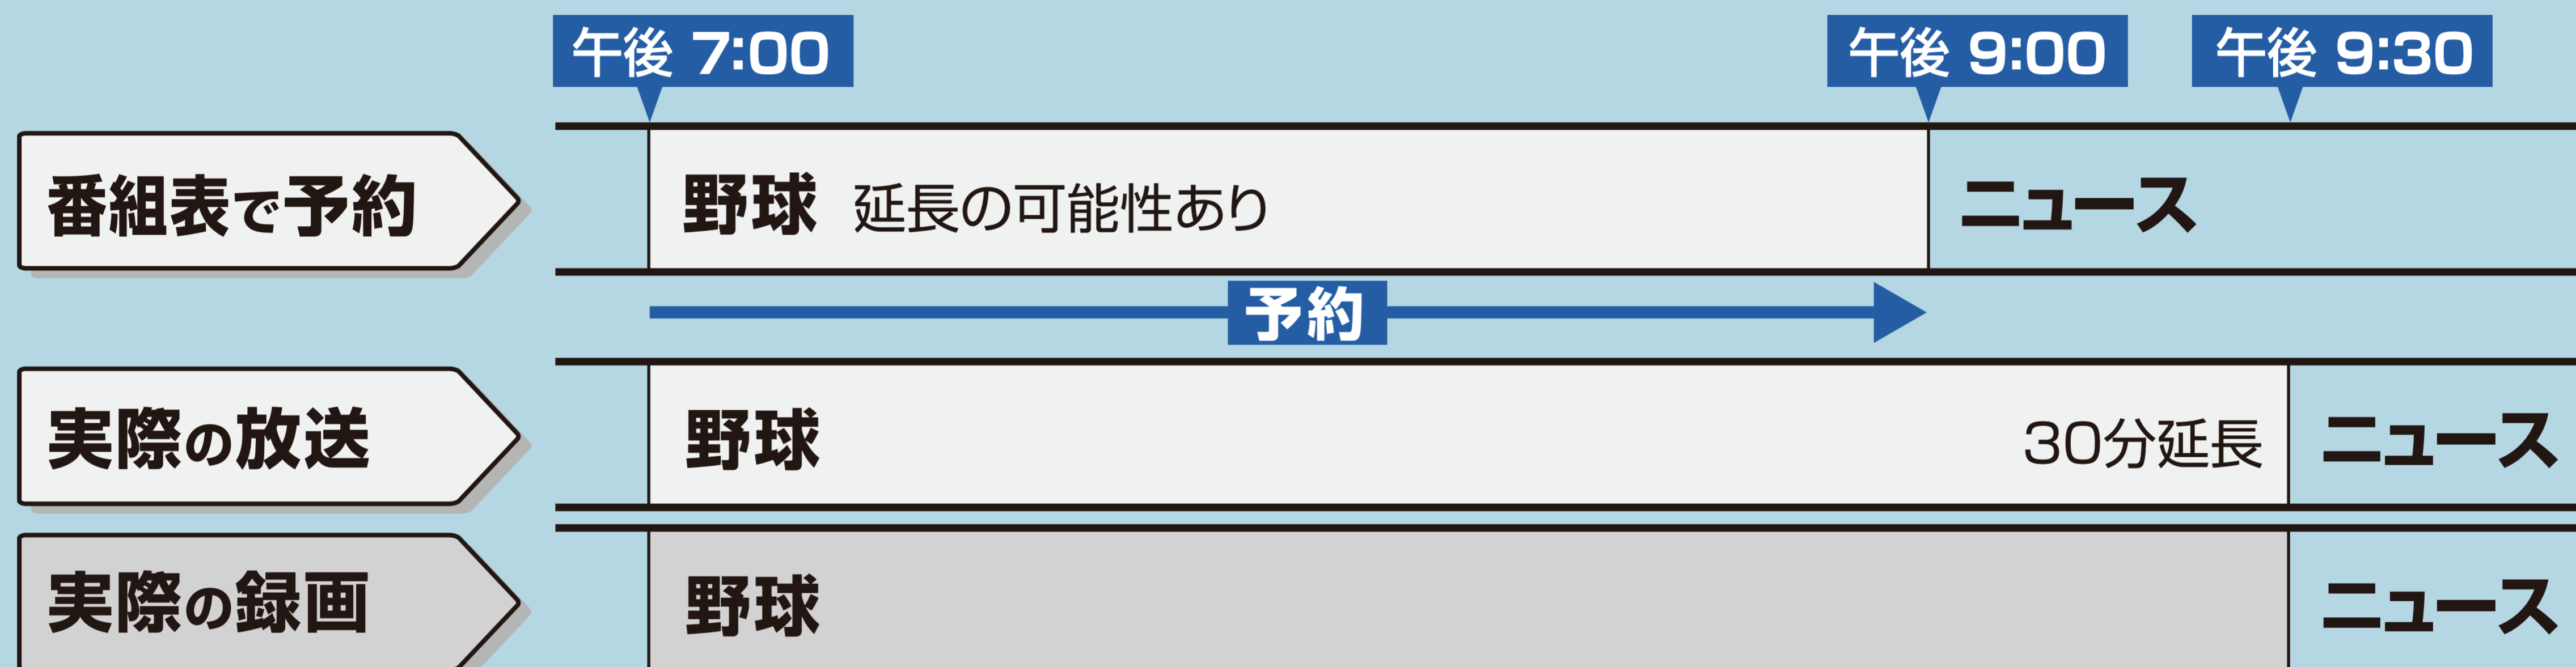 午後 7:00
午後 9:00
午後 9:30
番組表で予約
野球 延長の可能性あり
ニュース
予約
実際の放送
野球
30分延長
ニュース
実際の録画
野球
ニュース